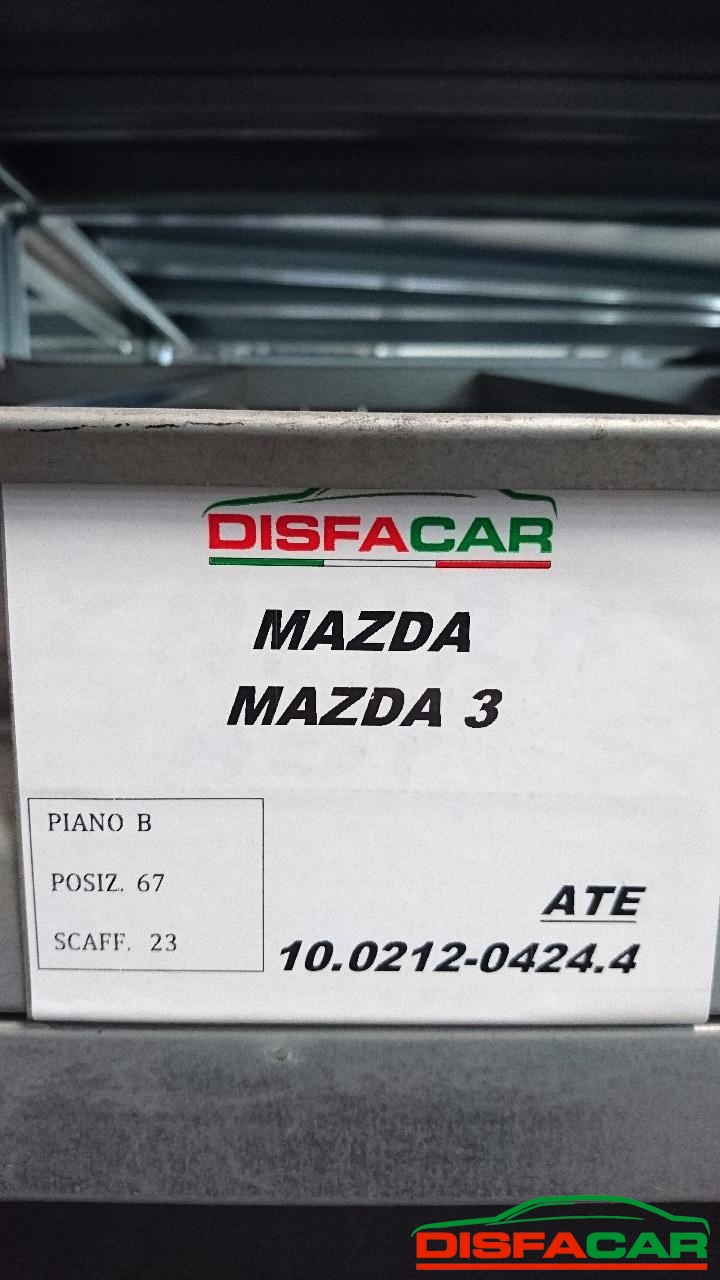 DISFACAR
MAZDA
MAZDA 3
PIANO B
POSIZ. 67
SCAFF. 23
ATE
10.0212-0424.4
DISFACAR